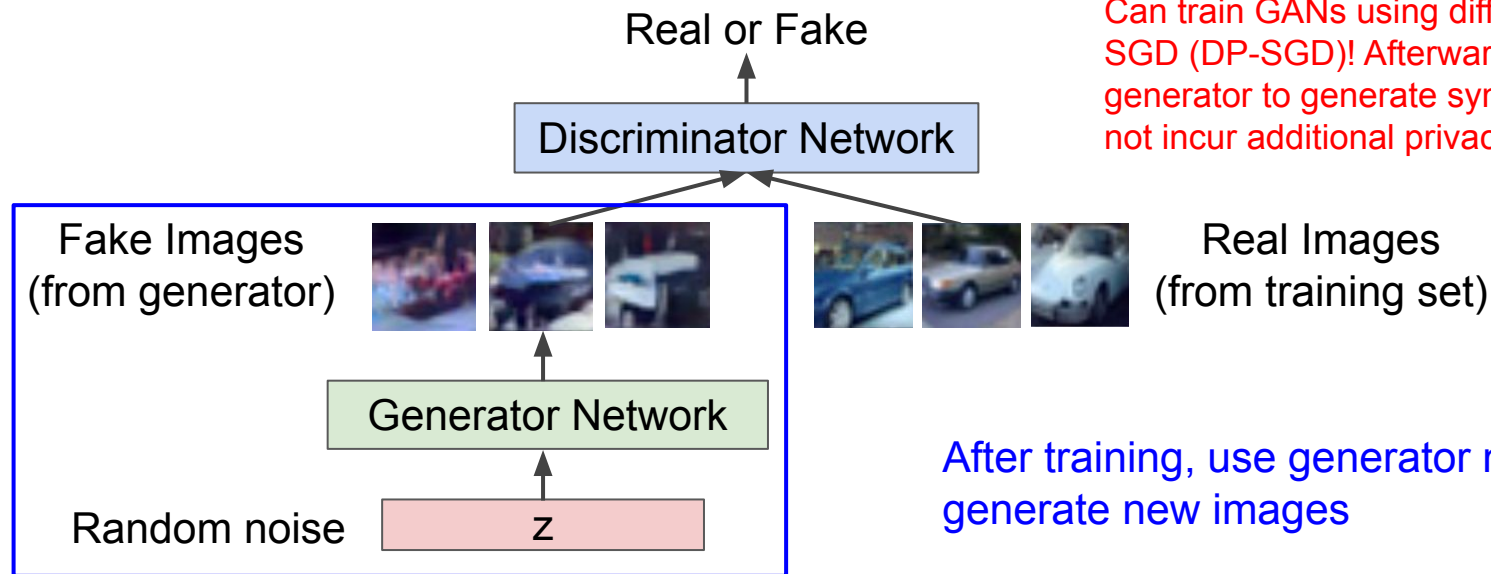 Real or Fake
Can train GANs using diff
SGD (DP-SGD)! Afterwar
generator to generate syn
not incur additional privac
Discriminator Network
Fake Images
(from generator)
Real Images
(from training set)
Generator Network
After training, use generator
generate new images
Random noise
z